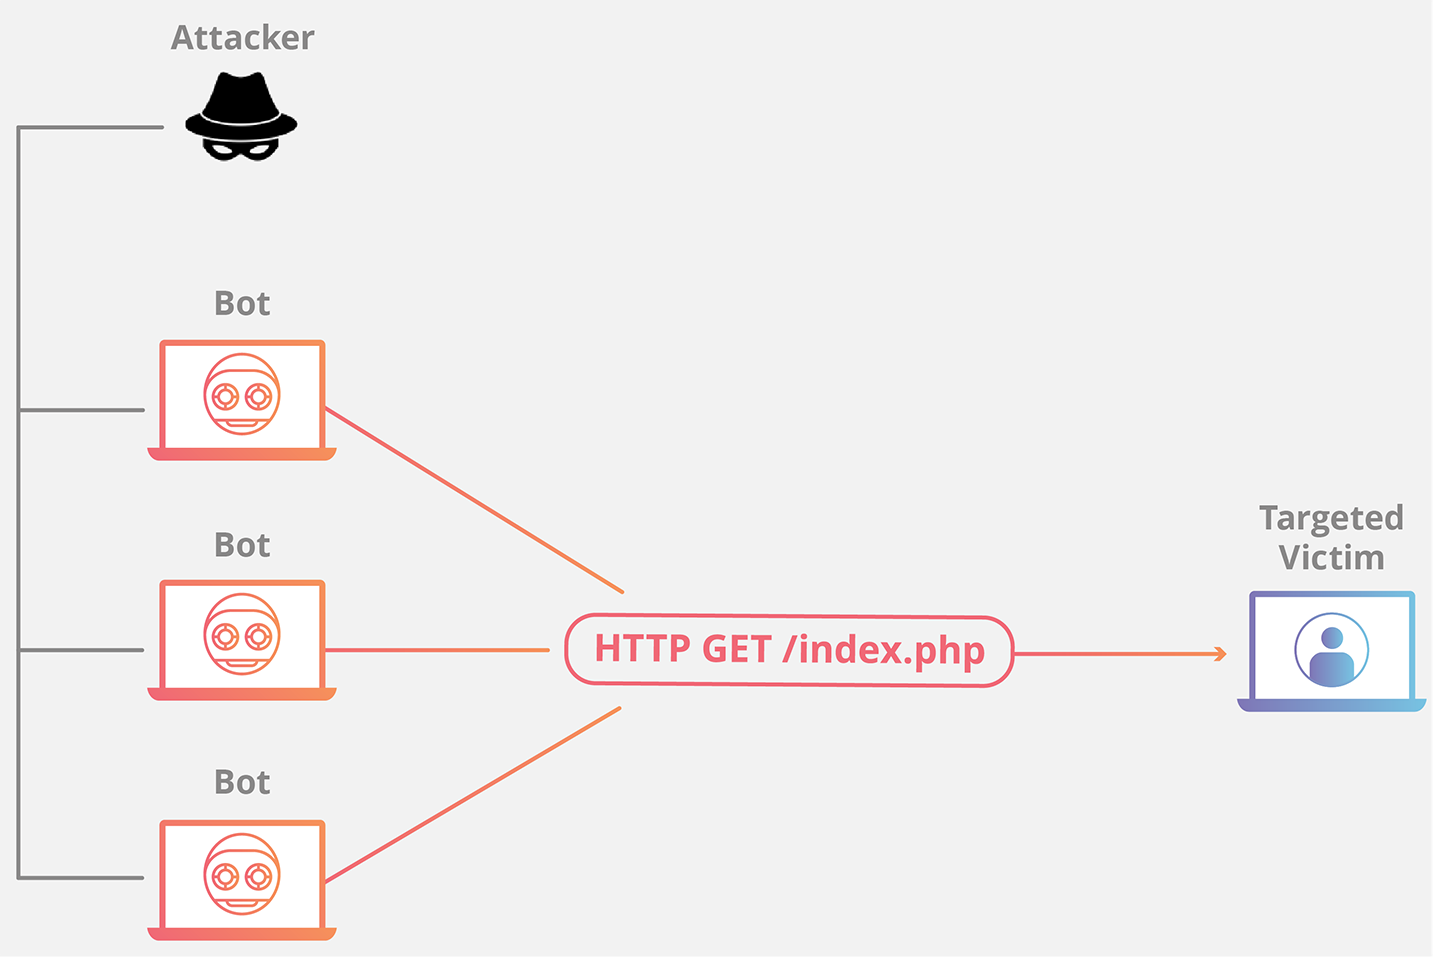 Attacker
Bot
Bot
HTTP GET /index.php
Targeted
Victim
Bot